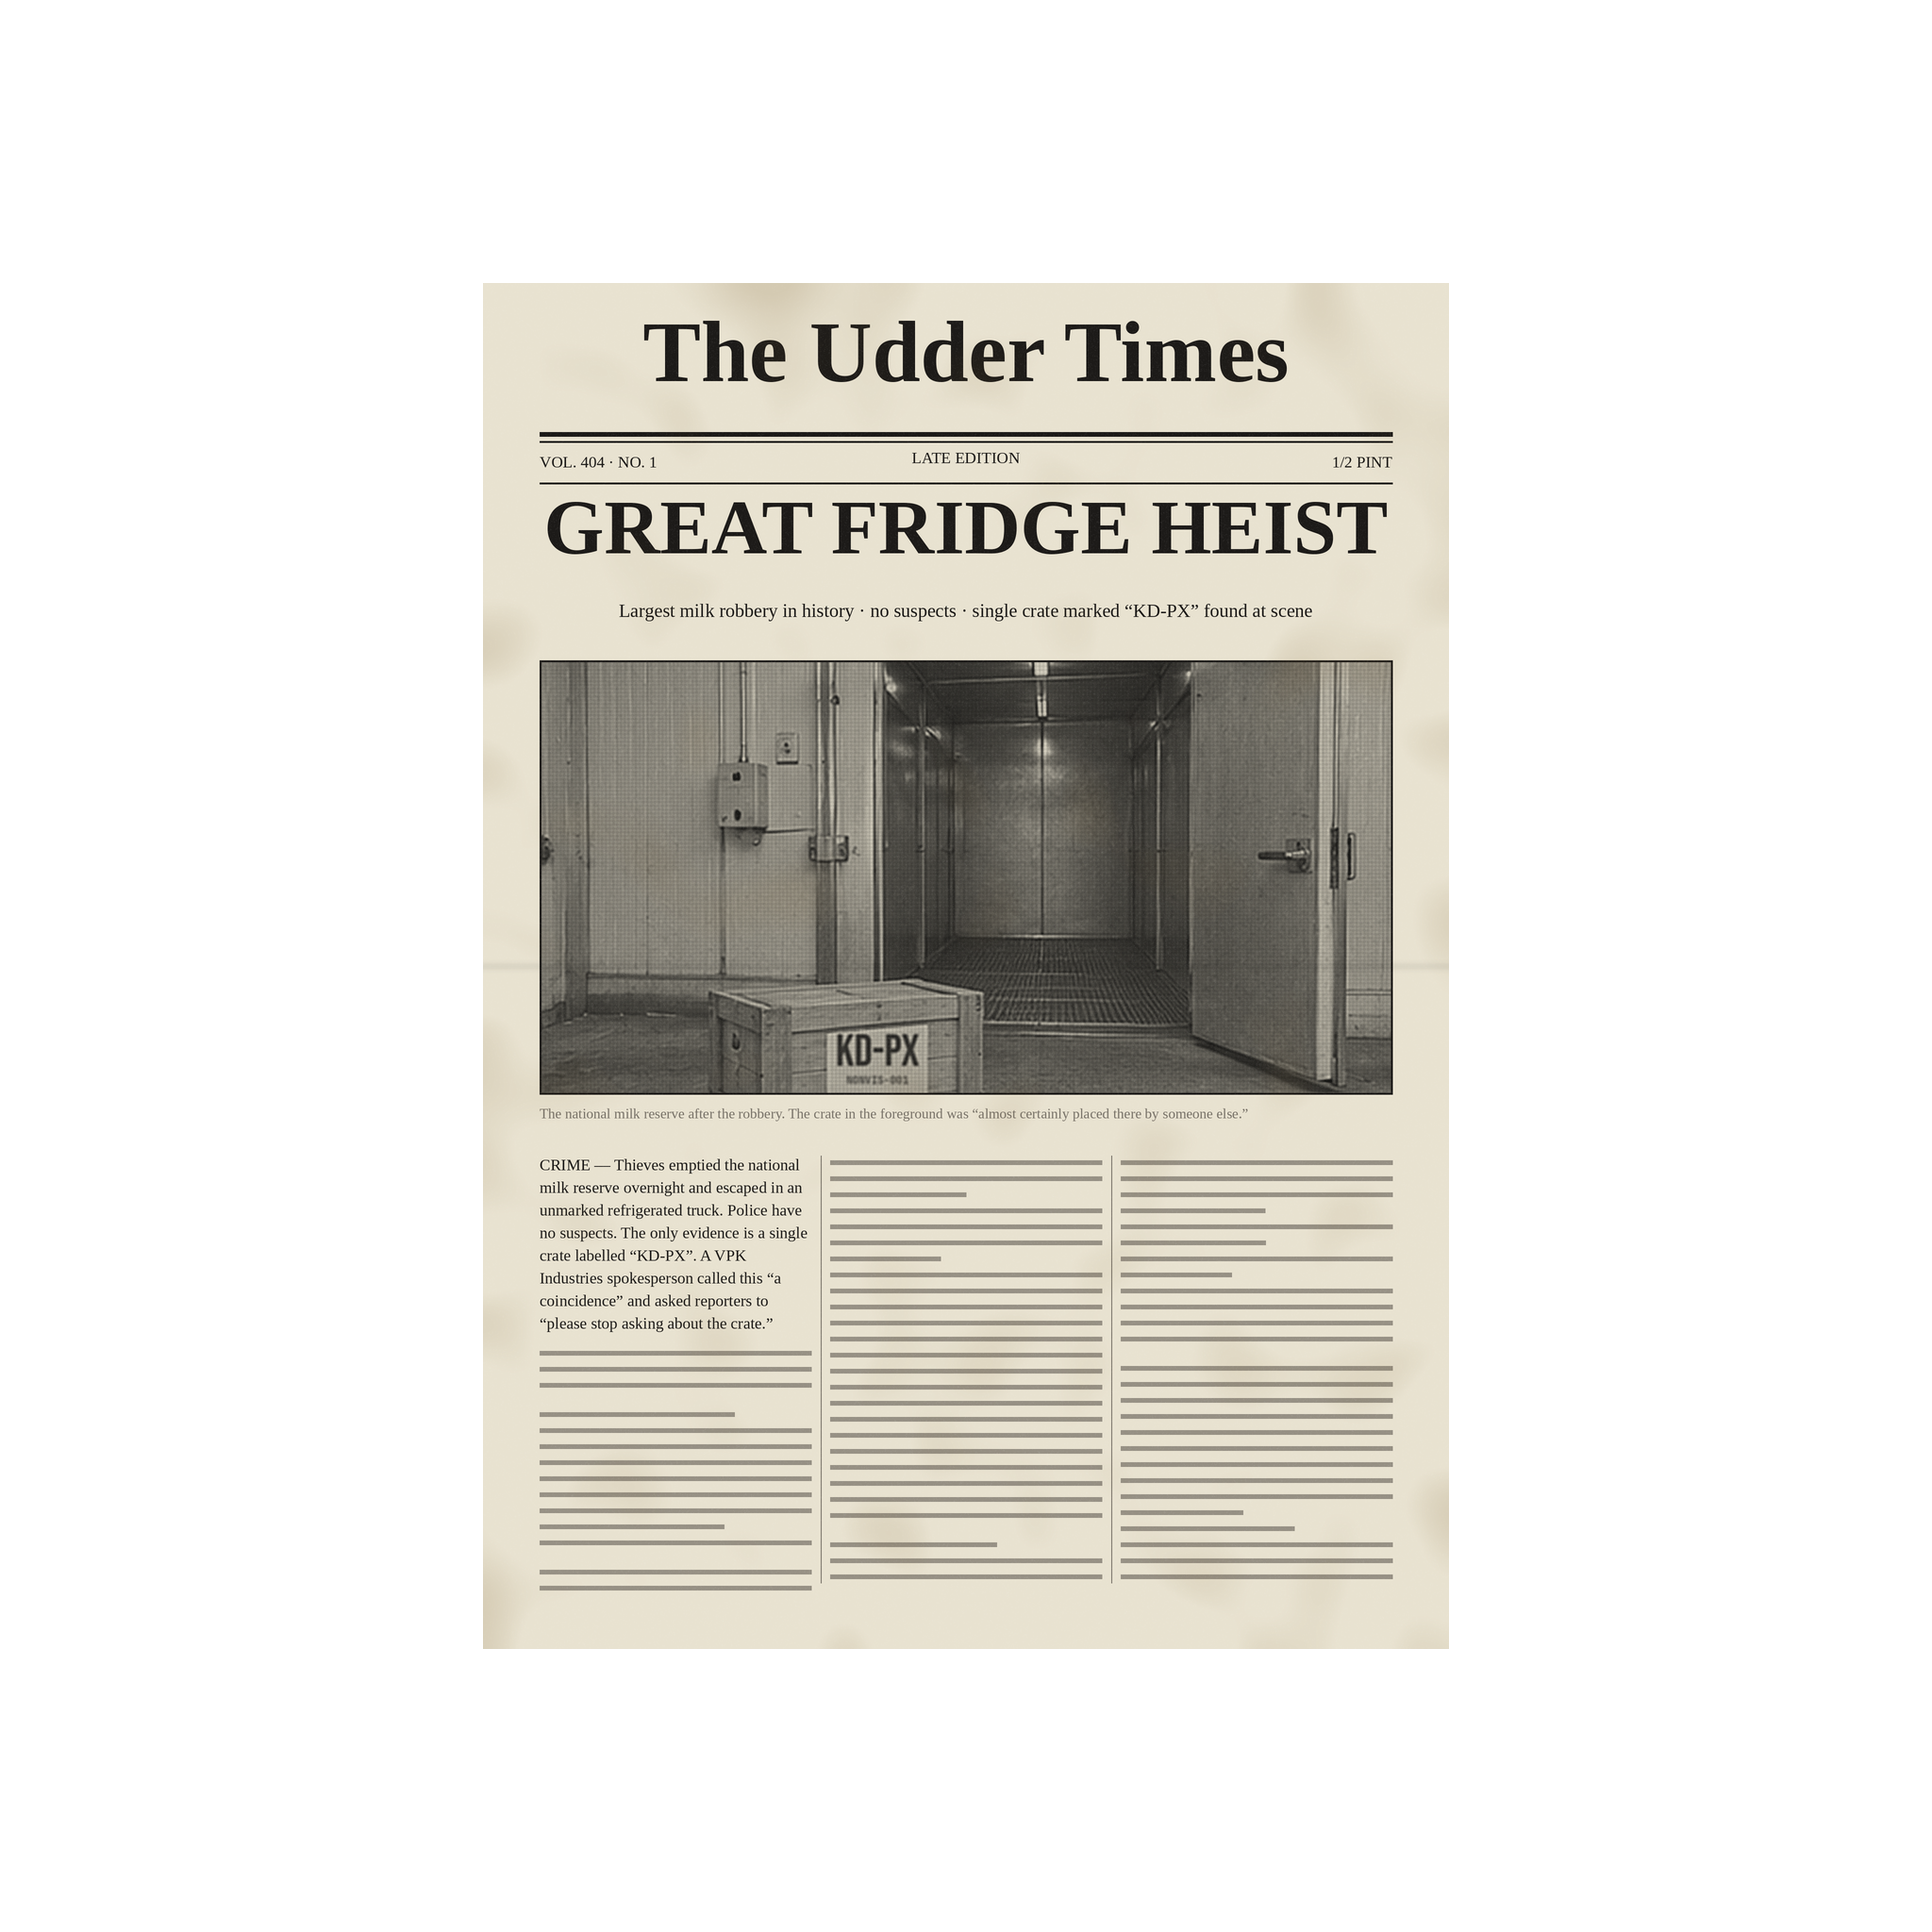 The Udder Times
VOL. 404 · NO. 1
LATE EDITION
1/2 PINT
GREAT FRIDGE HEIST
Largest milk robbery in history · no suspects · single crate marked “KD-PX” found at scene
KD-PX
NONVIS-001
The national milk reserve after the robbery. The crate in the foreground was “almost certainly placed there by someone else.”
CRIME — Thieves emptied the national
milk reserve overnight and escaped in an
unmarked refrigerated truck. Police have
no suspects. The only evidence is a single
crate labelled “KD-PX”. A VPK
Industries spokesperson called this “a
coincidence” and asked reporters to
“please stop asking about the crate.”